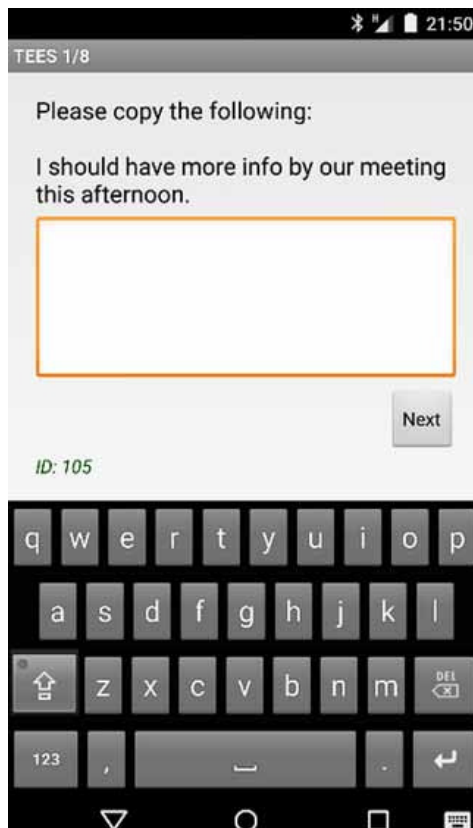 H 21:50
TEES 1/8
Please copy the following:
I should have more info by our meeting
this afternoon.
Next
ID: 105
q w e r t y u i o p
a s d f g h j k l
z x c v b n m DEL
123 , .